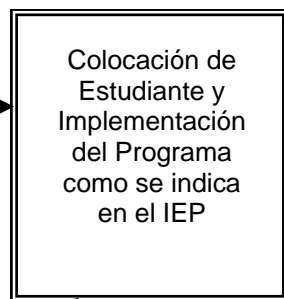 Colocación de
Estudiante y
Implementación
del Programa
como se indica
en el IEP